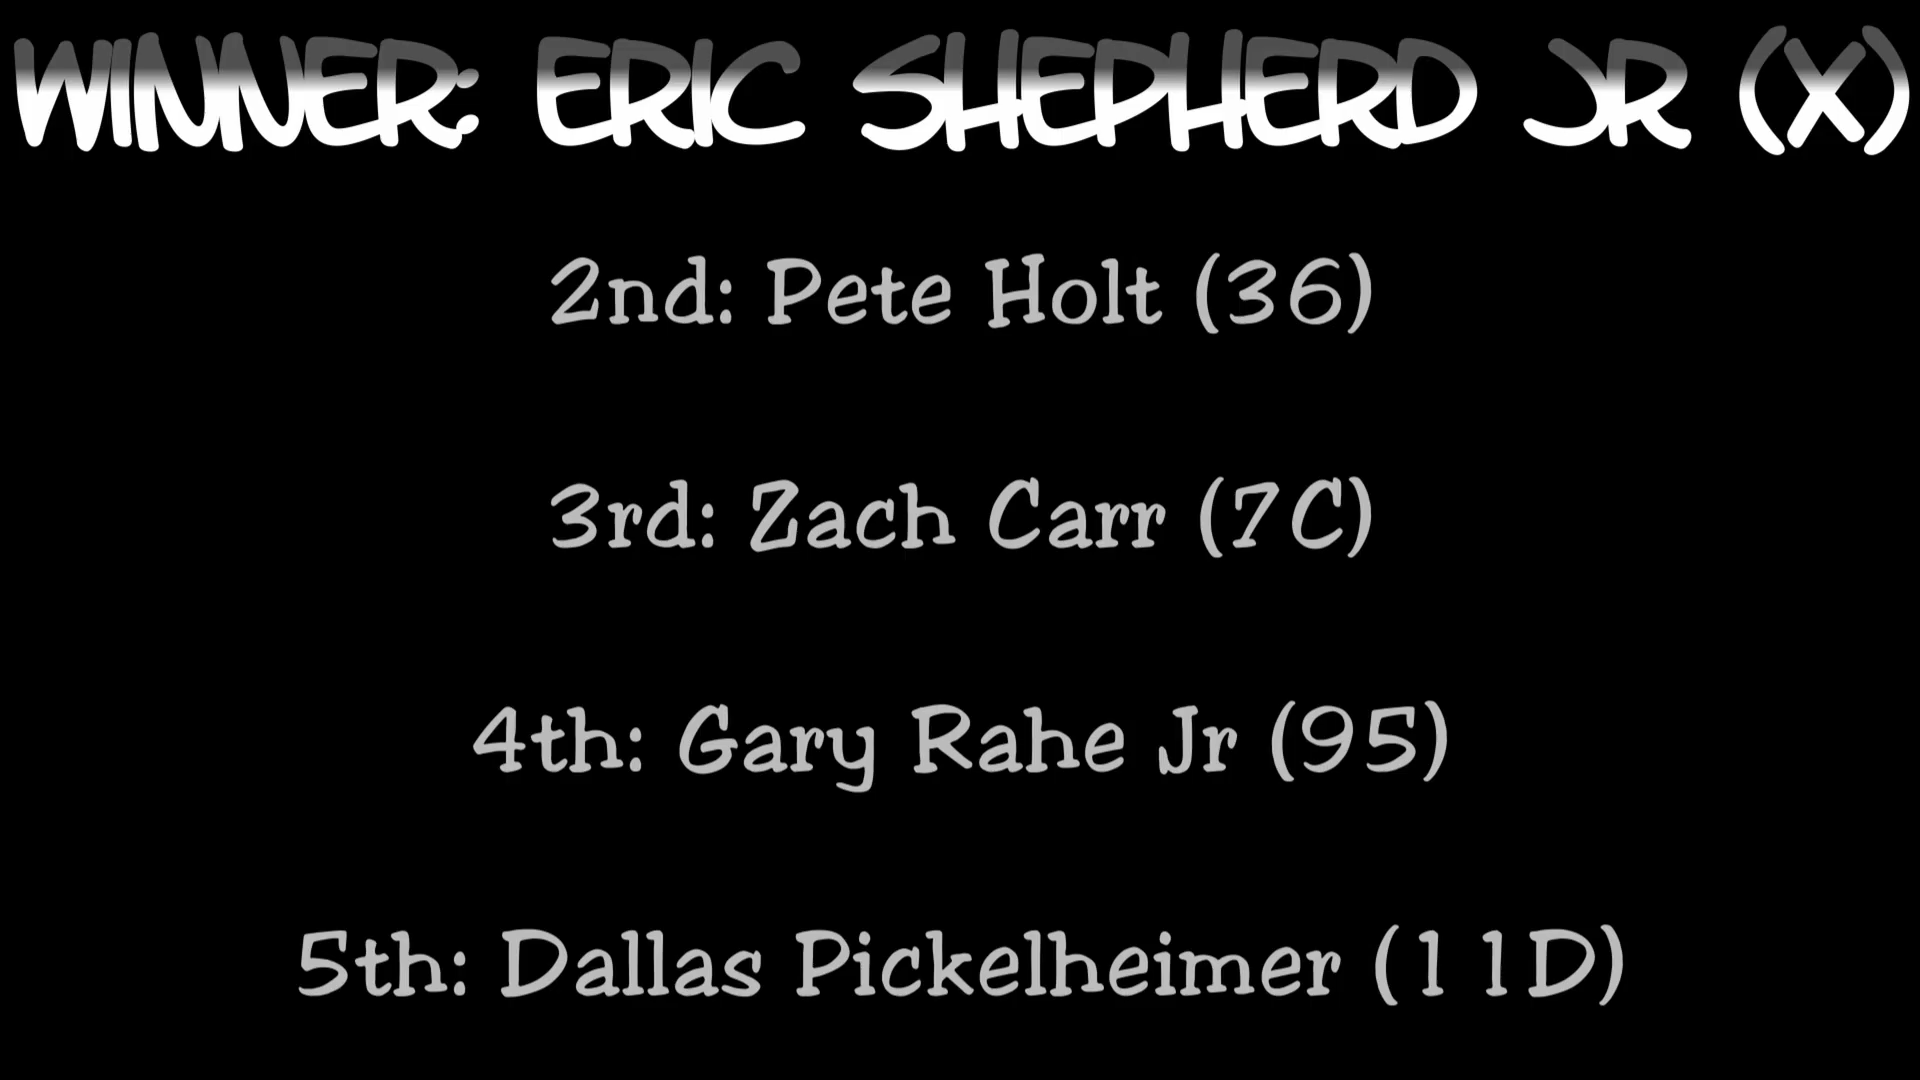 WINNER: ERIC SHEPHERD JR (X)
2nd: Pete Holt (36)
3rd: Zach Carr (7C)
4th: Gary Rahe Jr (95)
5th: Dallas Pickelheimer (11D)